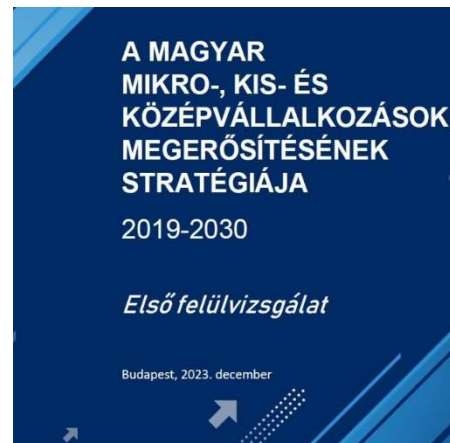 A MAGYAR
MIKRO-, KIS- ÉS
KÖZÉPVÁLLALKOZÁSOK
MEGERŐSÍTÉSÉNEK
STRATÉGIÁJA
2019-2030
Első felülvizsgálat
Budapest, 2023. december